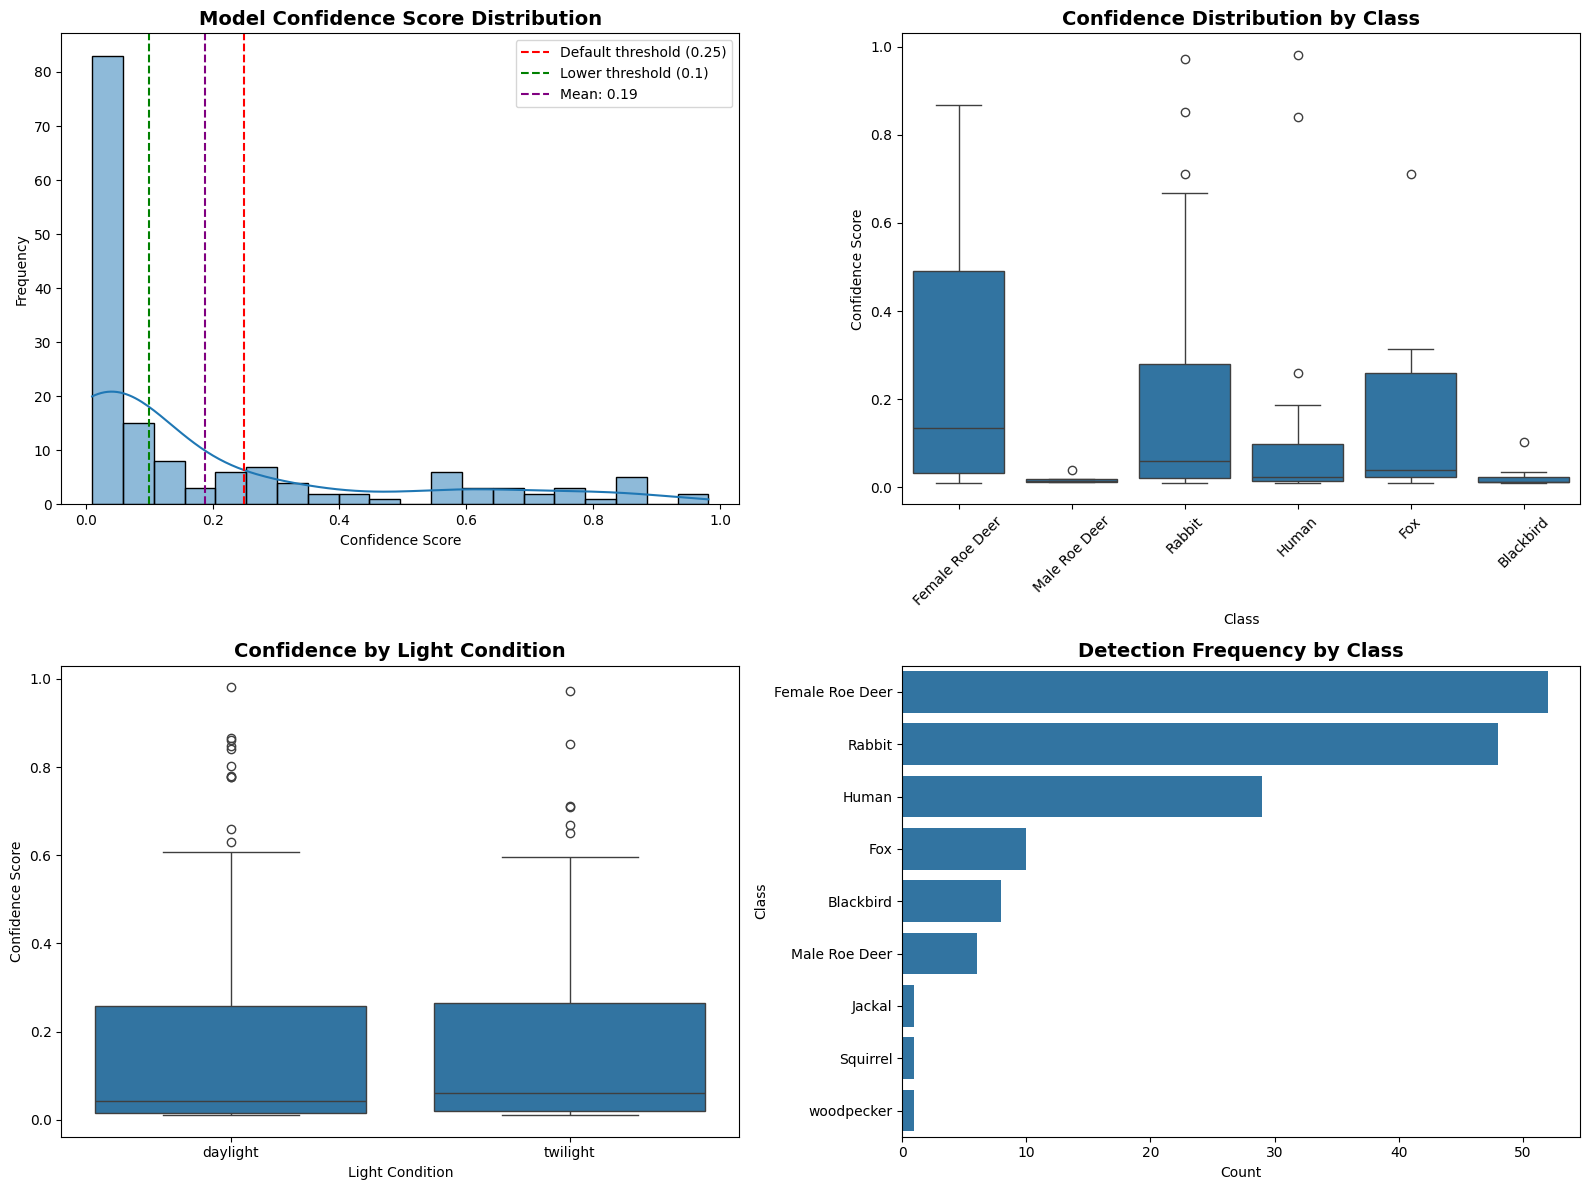 Model Confidence Score Distribution
80
70
60
50
40
30
20
10
0
Frequency
0.0 0.2 0.4 0.6 0.8 1.0
Confidence Score
Default threshold (0.25)
Lower threshold (0.1)
Mean: 0.19
Confidence Distribution by Class
1.0
0.8
0.6
0.4
0.2
0.0
Confidence Score
Female Roe Deer
Male Roe Deer
Rabbit
Human
Fox
Blackbird
Class
Confidence by Light Condition
1.0
0.8
0.6
0.4
0.2
0.0
Confidence Score
daylight twilight
Light Condition
Detection Frequency by Class
Female Roe Deer
Rabbit
Human
Fox
Blackbird
Male Roe Deer
Jackal
Squirrel
woodpecker
Class
0 10 20 30 40 50
Count